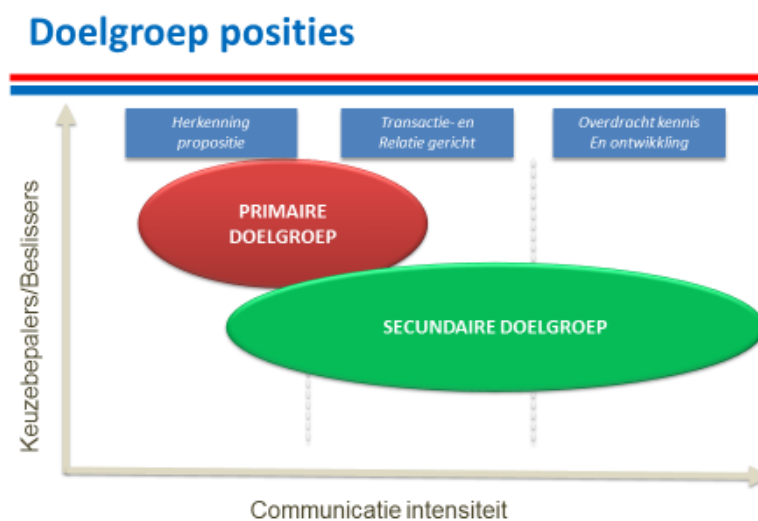 Doelgroep posities
Herkenning
propositie
Transactie- en
Relatie gericht
Overdracht kennis
En ontwikkling
PRIMAIRE
DOELGROEP
SECUNDAIRE DOELGROEP
Keuzebepalers/Beslissers
Communicatie intensiteit